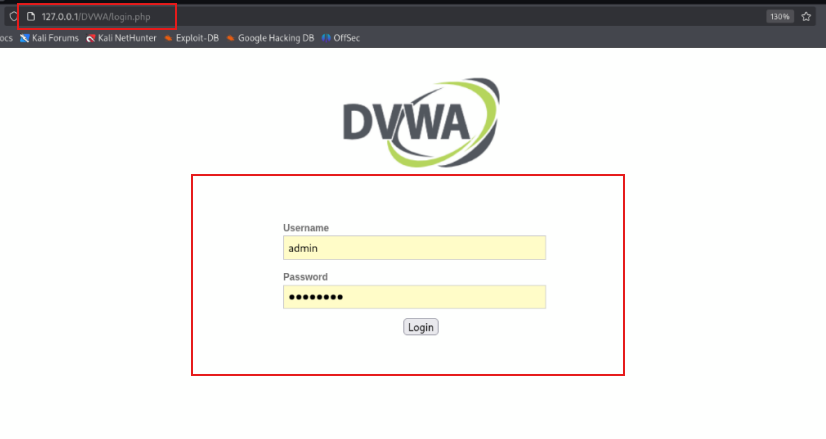 127.0.0.1/DVWA/login.php
130%
ocs Kali Forums Kali NetHunter Exploit-DB Google Hacking DB OffSec
DVWA
Username
admin
Password
●●●●●●●●
Login